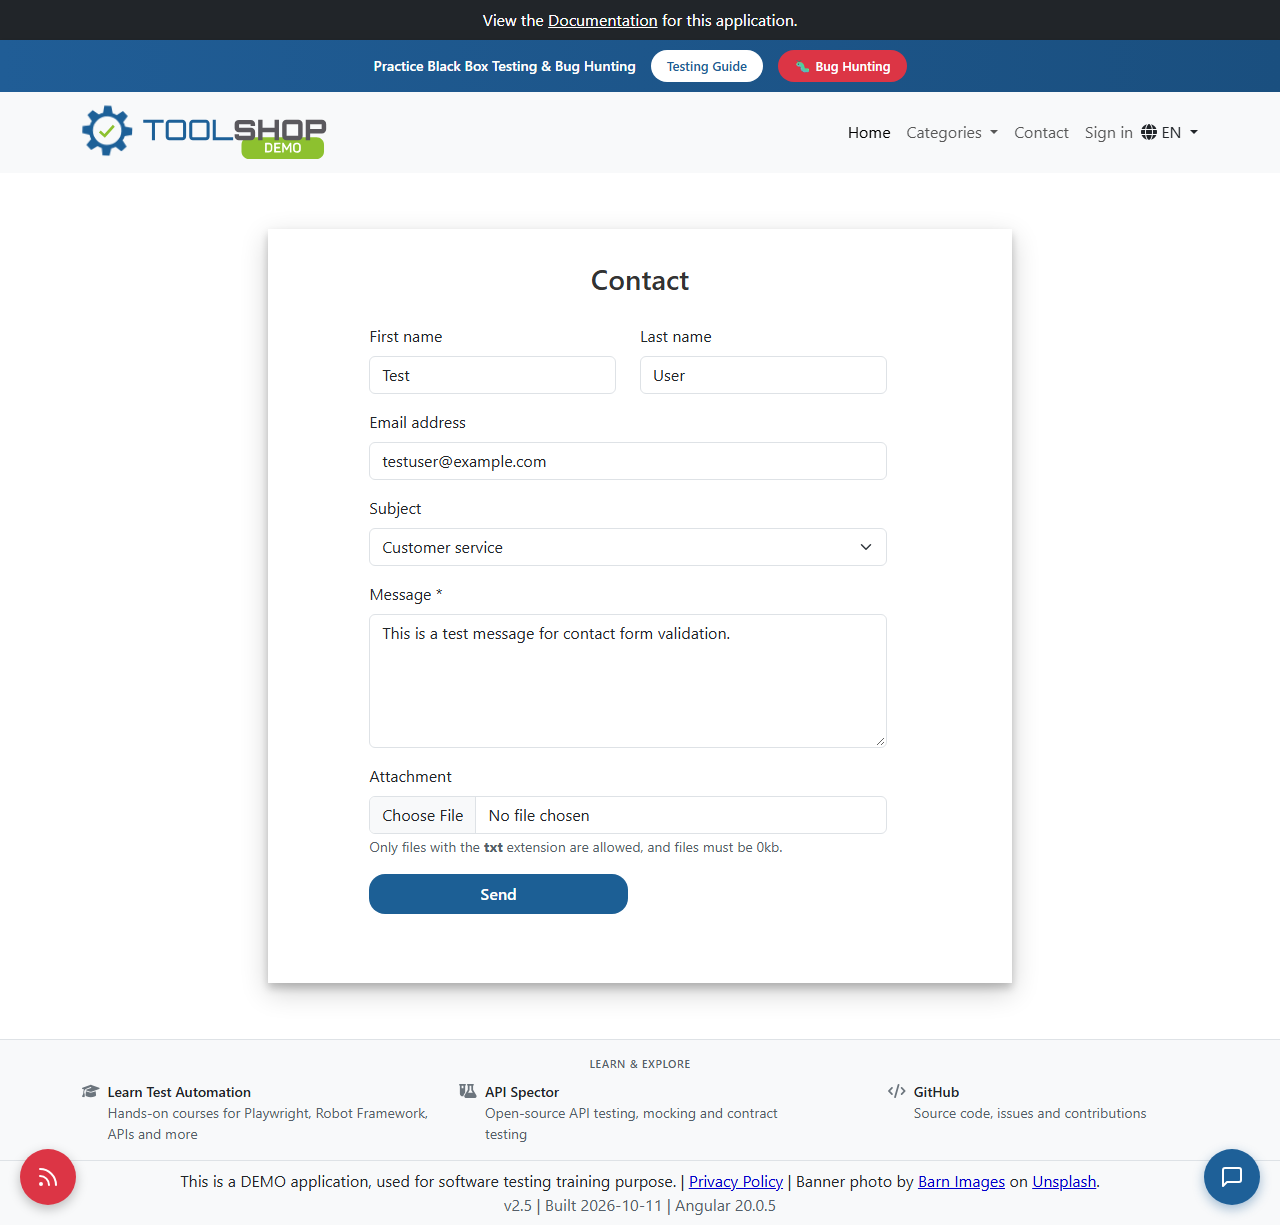 View the Documentation for this application.
Practice Black Box Testing & Bug Hunting Testing Guide Bug Hunting
TOOLSHOP
DEMO
Home Categories Contact Sign in EN
Contact
First name Last name
Test User
Email address
testuser@example.com
Subject
Customer service
Message *
This is a test message for contact form validation.
Attachment
Choose File No file chosen
Only files with the txt extension are allowed, and files must be 0kb.
Send
LEARN & EXPLORE
Learn Test Automation
Hands-on courses for Playwright, Robot Framework,
APIs and more
API Spector
Open-source API testing, mocking and contract
testing
GitHub
Source code, issues and contributions
This is a DEMO application, used for software testing training purpose. | Privacy Policy | Banner photo by Barn Images on Unsplash.
v2.5 | Built 2026-10-11 | Angular 20.0.5